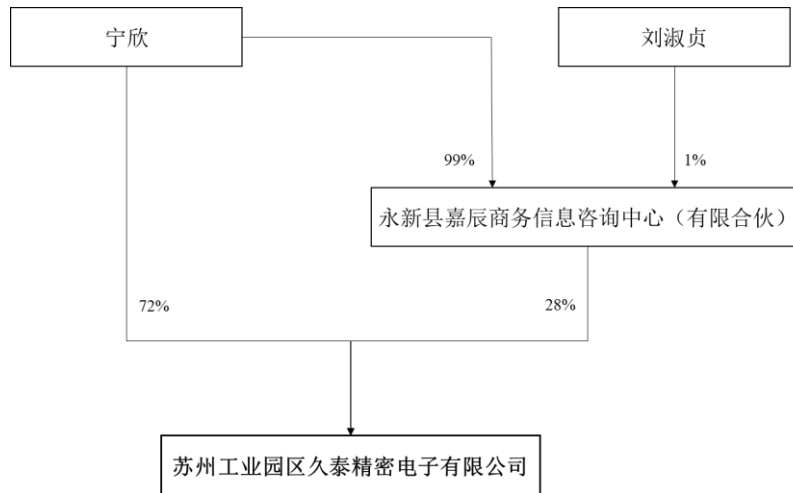 宁欣
刘淑贞
99%
1%
永新县嘉辰商务信息咨询中心（有限合伙）
72%
28%
苏州工业园区久泰精密电子有限公司